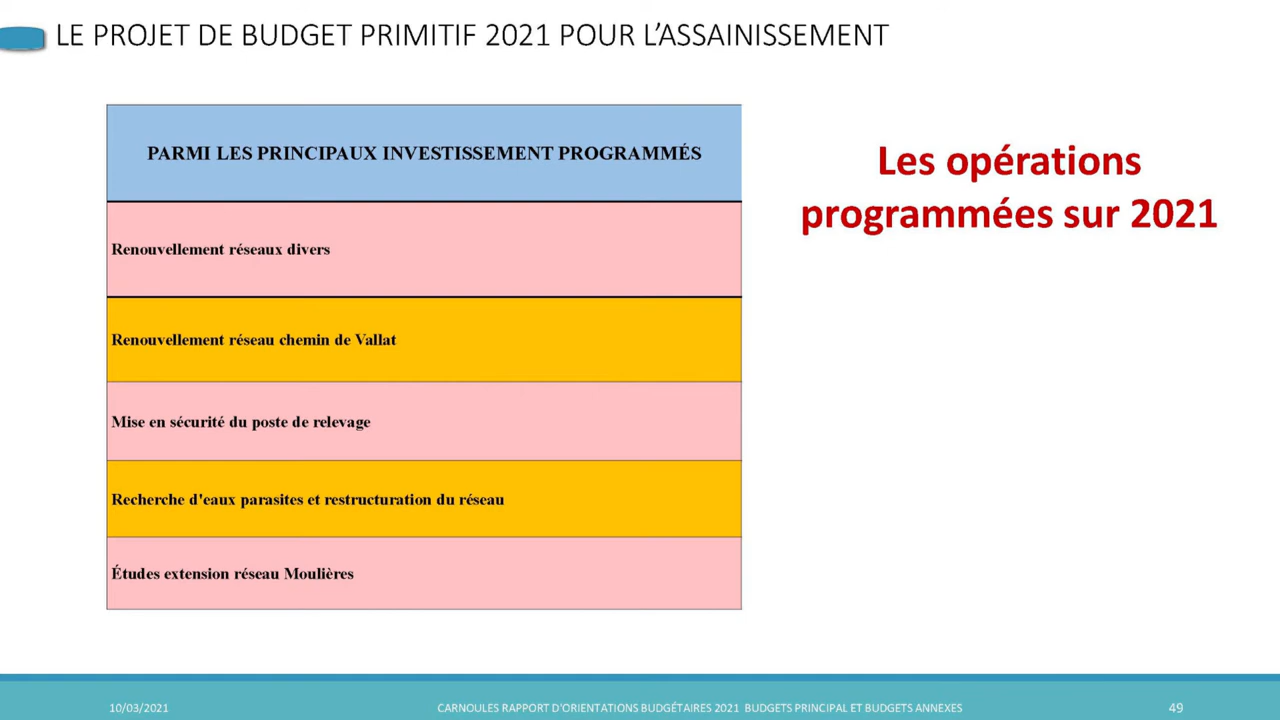 LE PROJET DE BUDGET PRIMITIF 2021 POUR L'ASSAINISSEMENT
PARMI LES PRINCIPAUX INVESTISSEMENT PROGRAMMÉS
Renouvellement réseaux divers
Renouvellement réseau chemin de Vallat
Mise en sécurité du poste de relevage
Recherche d'eaux parasites et restructuration du réseau
Études extension réseau Moulières
Les opérations
programmées sur 2021
10/03/2021
CARNOULES RAPPORT D'ORIENTATIONS BUDGÉTAIRES 2021 BUDGETS PRINCIPAL ET BUDGETS ANNEXES
49